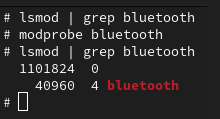 # lsmod | grep bluetooth
# modprobe bluetooth
# lsmod | grep bluetooth
1101824 0
40960 4 bluetooth
#